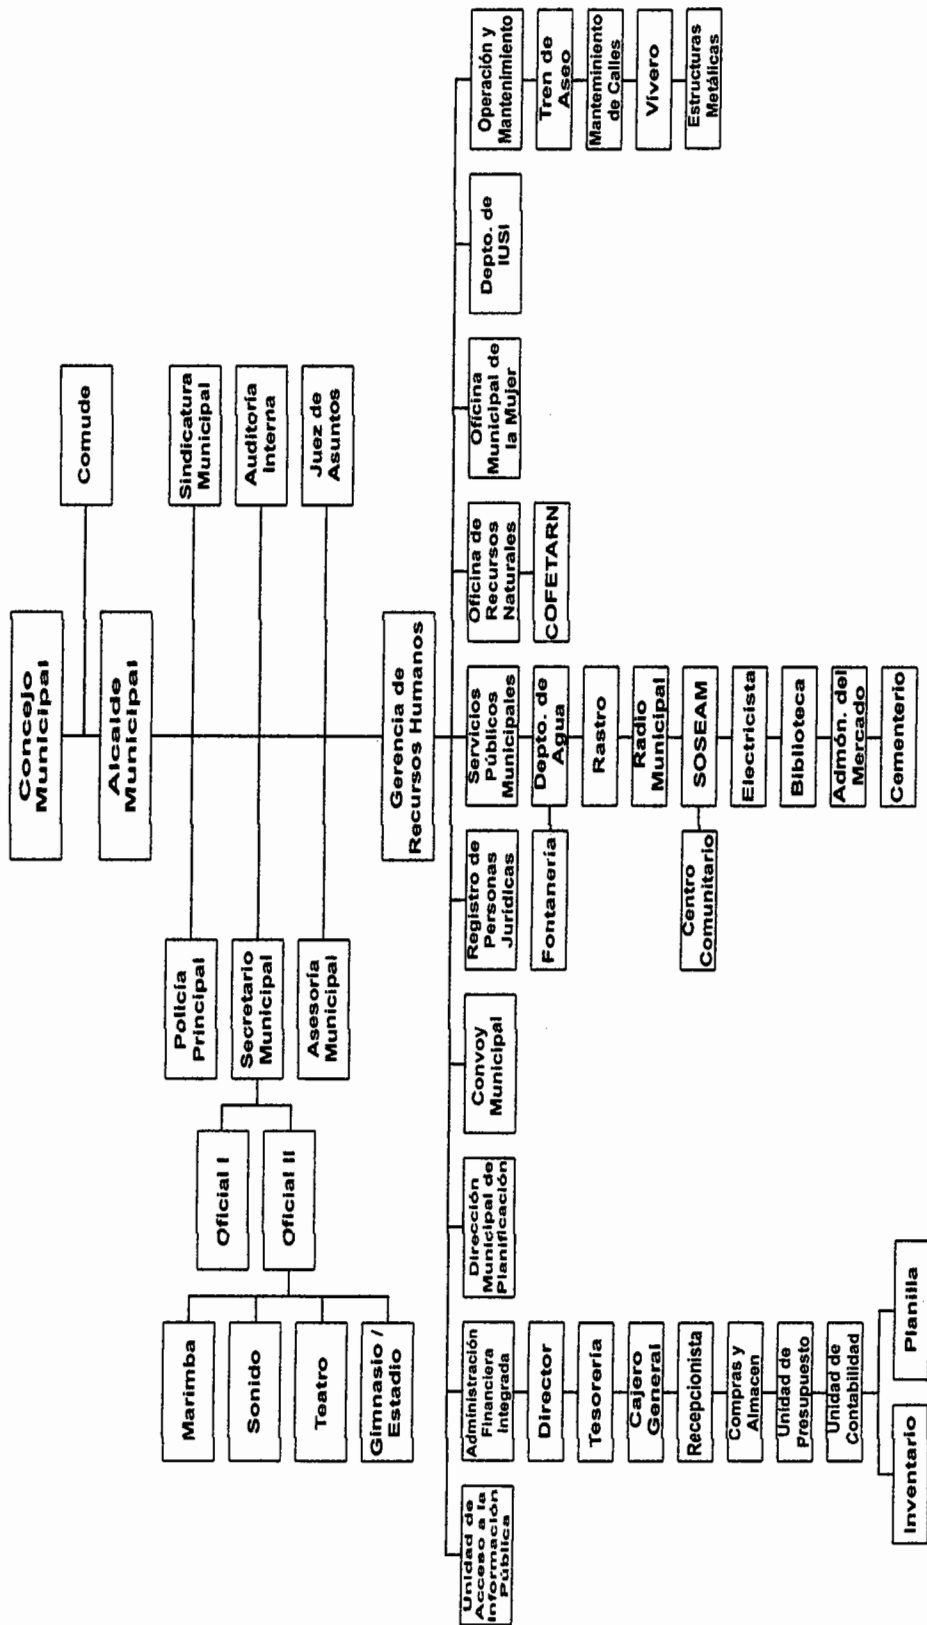 Concejo
Municipal
Comude
Alcalde
Municipal
Policía
Principal
Sindicatura
Municipal
Secretario
Municipal
Auditoría
Interna
Asesoría
Municipal
Juez de
Asuntos
Oficial I
Oficial II
Marimba
Sonido
Teatro
Gimnasio /
Estadio
Gerencia de
Recursos Humanos
Unidad de
Acceso a la
Información
Pública
Administración
Financiera
Integrada
Director
Tesorería
Cajero
General
Recepcionista
Compras y
Almacen
Unidad de
Presupuesto
Unidad de
Contabilidad
Inventario
Planilla
Dirección
Municipal de
Planificación
Convoy
Municipal
Registro de
Personas
Jurídicas
Servicios
Públicos
Municipales
Depto. de
Agua
Fontanería
Rastro
Radio
Municipal
SOSEAM
Centro
Comunitario
Electricista
Biblioteca
Admón. del
Mercado
Cementerio
Oficina de
Recursos
Naturales
COFETARN
Oficina
Municipal de
la Mujer
Depto. de
IUSI
Operación y
Mantenimiento
Tren de
Aseo
Manteminiento
de Calles
Vivero
Estructuras
Metálicas